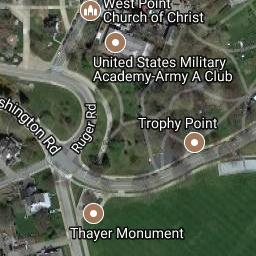 West Point
Church of Christ
United States Military
Academy-Army A Club
Ruger Rd
Trophy Point
shington Rd
Thayer Monument